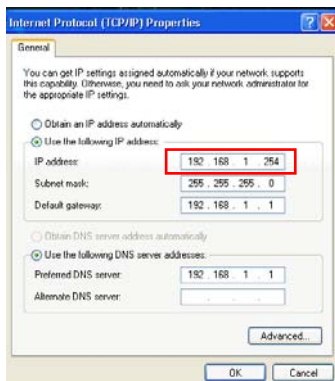 Internet Protocol (TCP/IP) Properties
General
You can get IP settings assigned automatically if your network supports
this capability. Otherwise, you need to ask your network administrator for
the appropriate IP settings.
Obtain an IP address automatically
Use the following IP address:
IP address: 192 . 168 . 1 . 254
Subnet mask: 255 . 255 . 255 . 0
Default gateway: 192 . 168 . 1 . 1
Obtain DNS server address automatically
Use the following DNS server addresses:
Preferred DNS server: 192 . 168 . 1 . 1
Alternate DNS server: . . .
Advanced...
OK Cancel